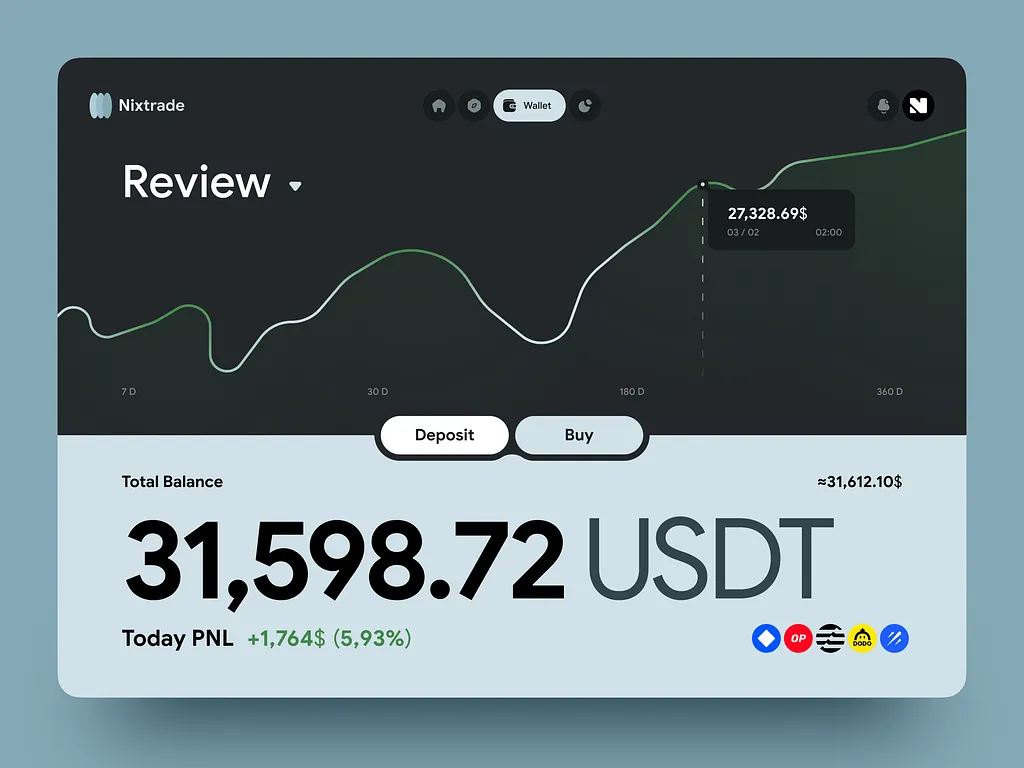 Nixtrade
Wallet
Review
27,328.69$
03 / 02 02:00
7 D 30 D 180 D 360 D
Deposit Buy
Total Balance ≈31,612.10$
31,598.72 USDT
Today PNL +1,764$ (5,93%)
OP
DODO